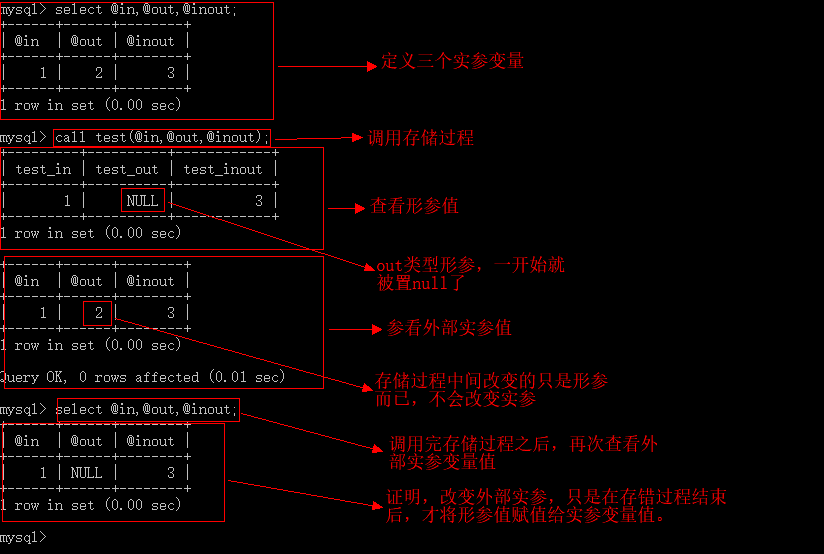 mysql> select @in,@out,@inout;
+------+------+--------+
| @in | @out | @inout |
+------+------+--------+
| 1 | 2 | 3 |
+------+------+--------+
1 row in set (0.00 sec)
定义三个实参变量
mysql> call test(@in,@out,@inout);
调用存储过程
+---------+----------+------------+
| test_in | test_out | test_inout |
+---------+----------+------------+
| 1 | NULL | 3 |
+---------+----------+------------+
1 row in set (0.00 sec)
查看形参值
out类型形参，一开始就
被置null了
+------+------+--------+
| @in | @out | @inout |
+------+------+--------+
| 1 | 2 | 3 |
+------+------+--------+
1 row in set (0.00 sec)
参看外部实参值
Query OK, 0 rows affected (0.01 sec)
存储过程中间改变的只是形参
而已，不会改变实参
mysql> select @in,@out,@inout;
+------+------+--------+
| @in | @out | @inout |
+------+------+--------+
| 1 | NULL | 3 |
+------+------+--------+
1 row in set (0.00 sec)
调用完存储过程之后，再次查看外
部实参变量值
证明，改变外部实参，只是在存错过程结束
后，才将形参值赋值给实参变量值。
mysql>